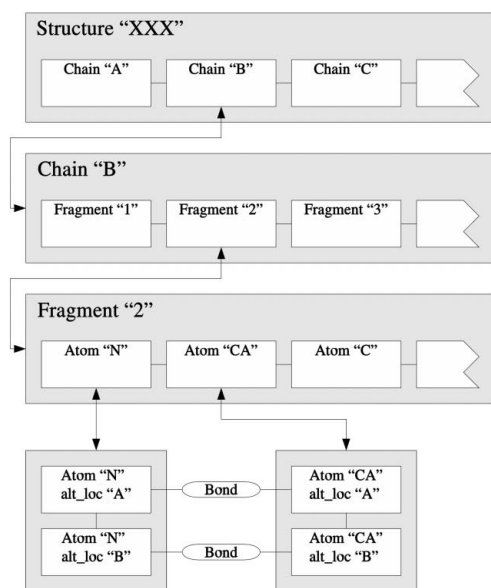 Structure “XXX”
Chain “A”
Chain “B”
Chain “C”
Chain “B”
Fragment “1”
Fragment “2”
Fragment “3”
Fragment “2”
Atom “N”
Atom “CA”
Atom “C”
Atom “N”
alt_loc “A”
Bond
Atom “CA”
alt_loc “A”
Atom “N”
alt_loc “B”
Bond
Atom “CA”
alt_loc “B”